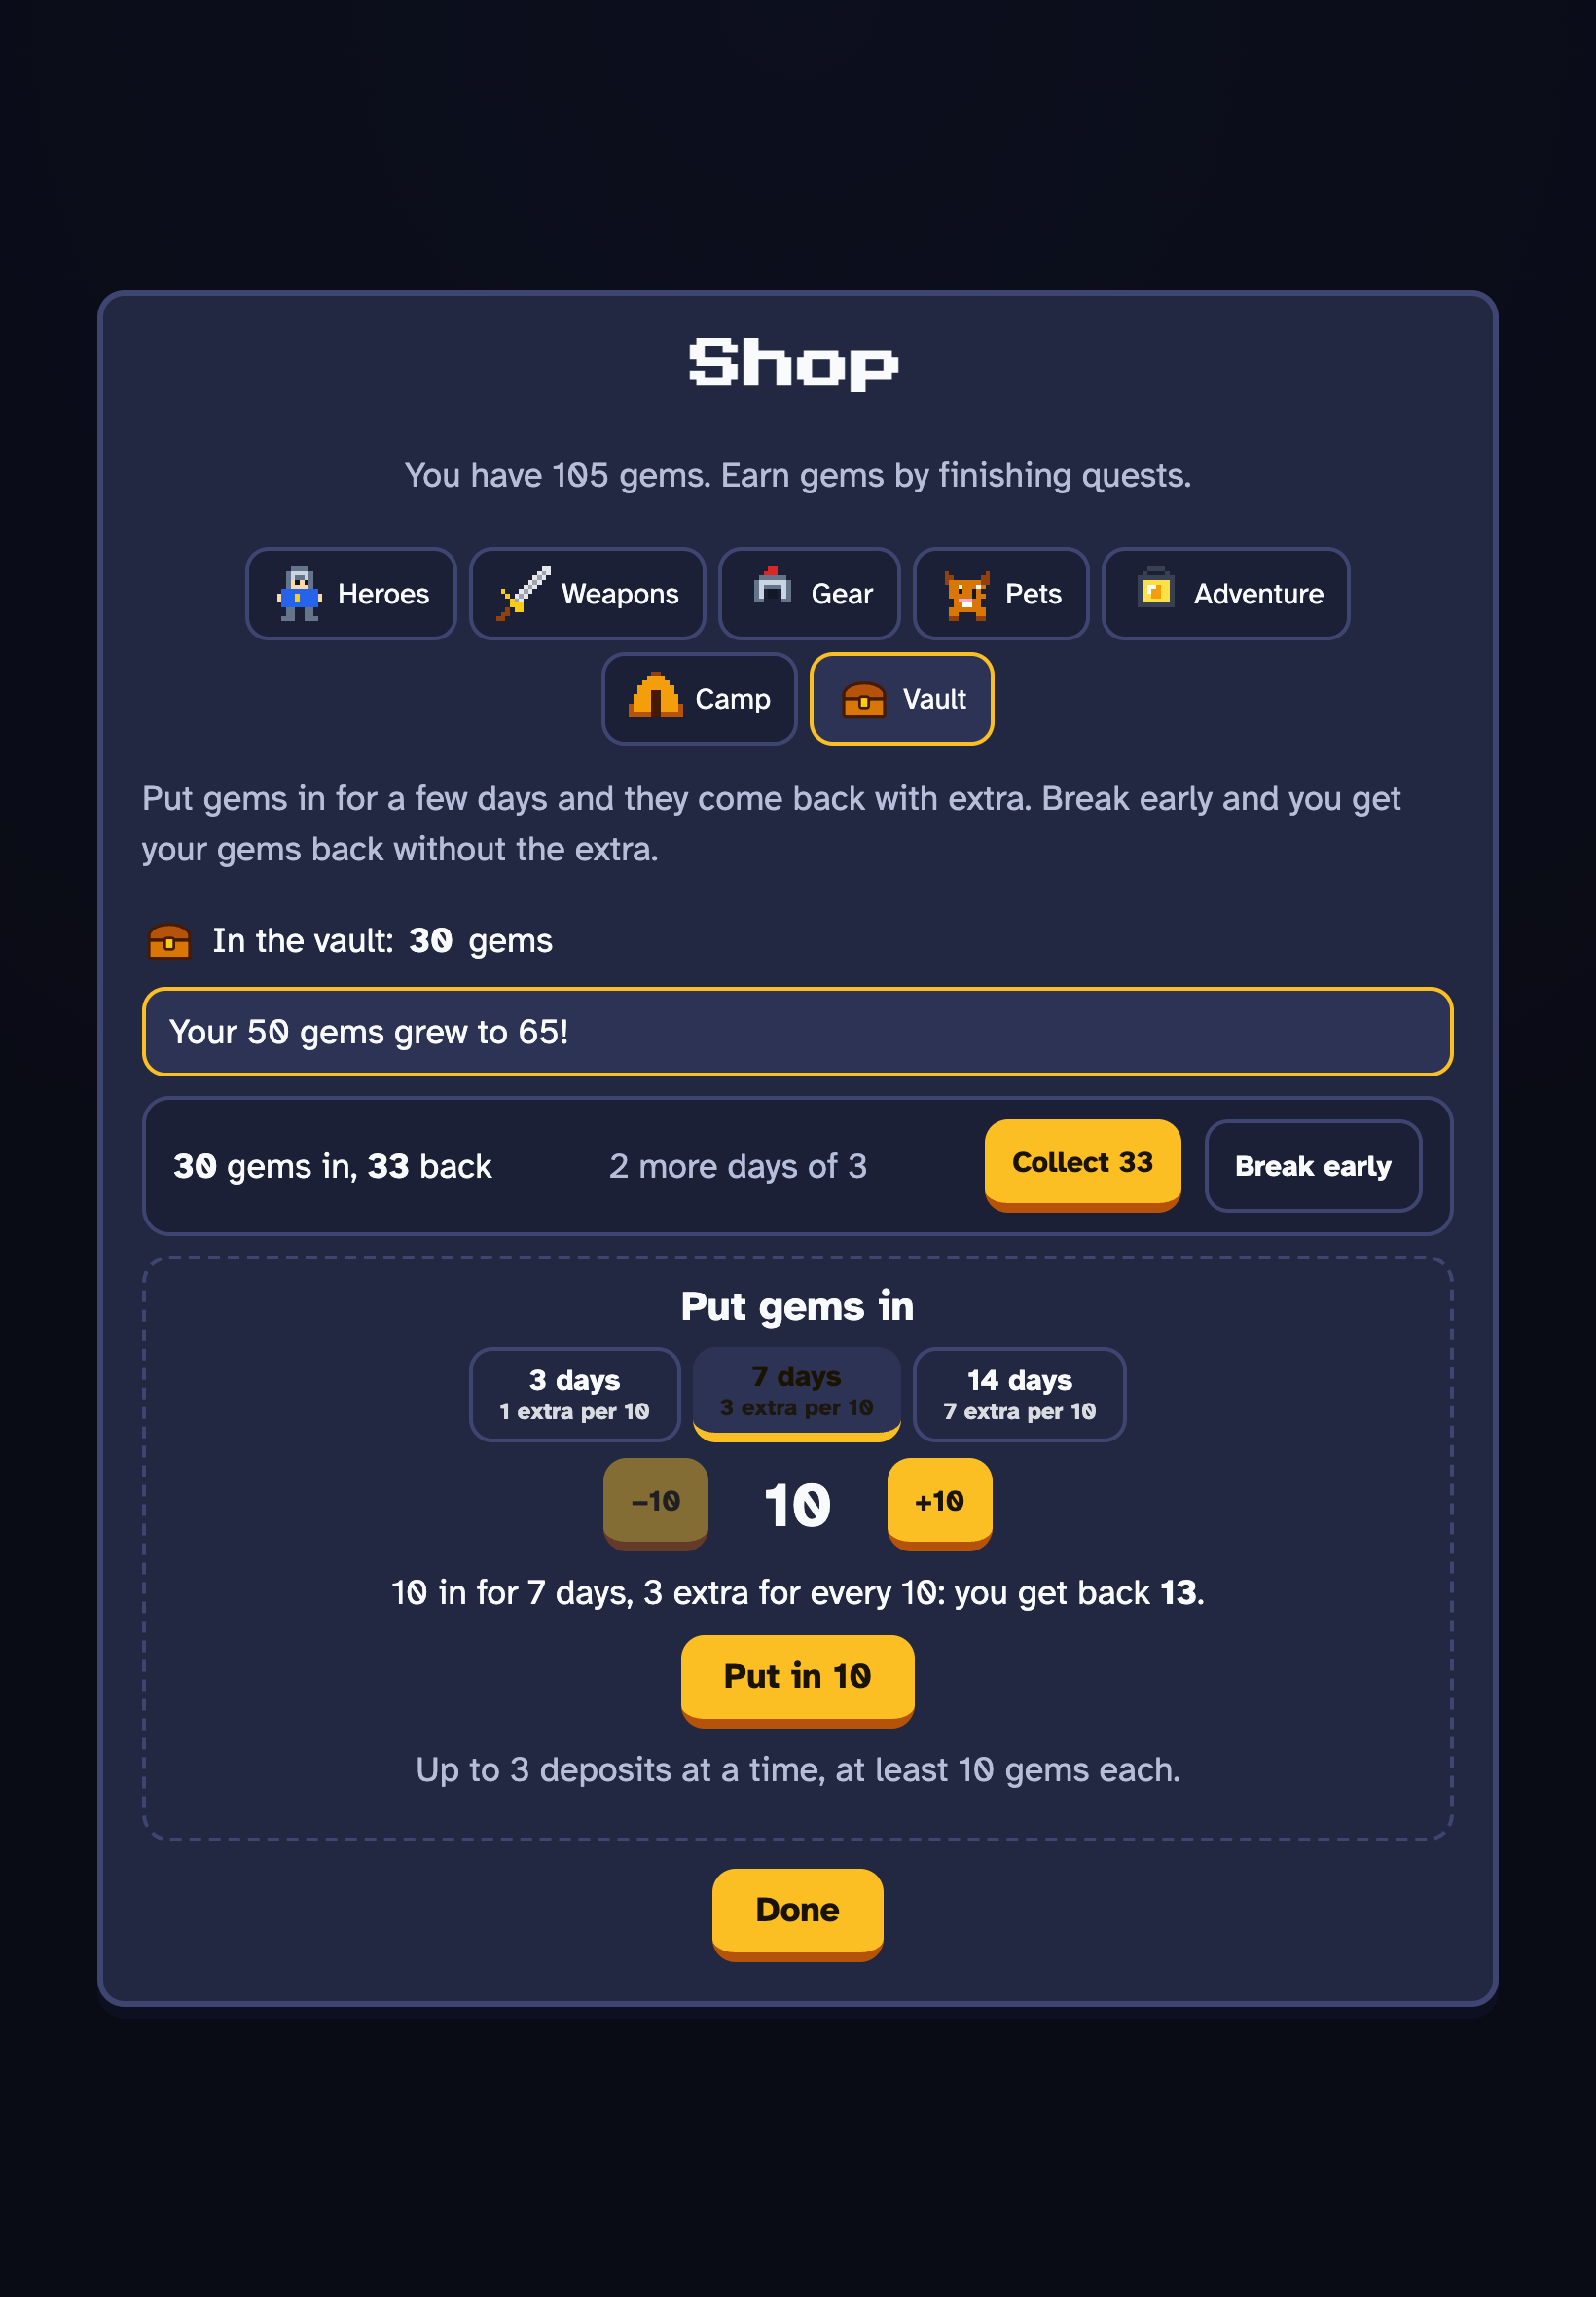 Shop
You have 105 gems. Earn gems by finishing quests.
Heroes
Weapons
Gear
Pets
Adventure
Camp
Vault
Put gems in for a few days and they come back with extra. Break early and you get
your gems back without the extra.
In the vault: 30 gems
Your 50 gems grew to 65!
30 gems in, 33 back
2 more days of 3
Collect 33
Break early
Put gems in
3 days
1 extra per 10
7 days
3 extra per 10
14 days
7 extra per 10
−10
10
+10
10 in for 7 days, 3 extra for every 10: you get back 13.
Put in 10
Up to 3 deposits at a time, at least 10 gems each.
Done